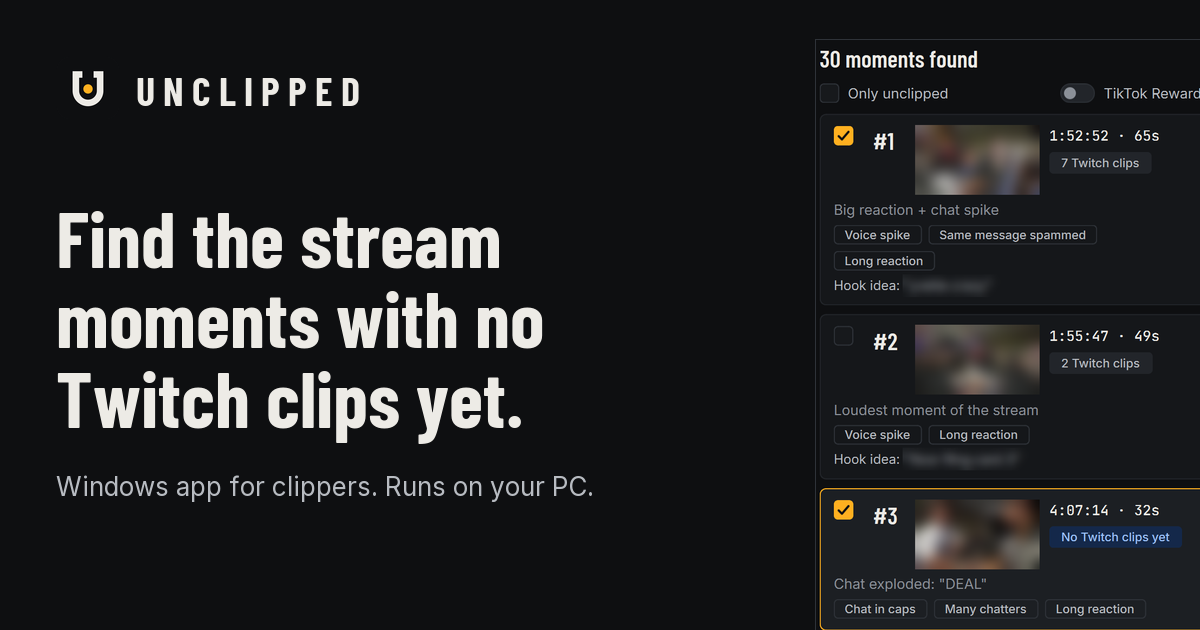 UNCLIPPED
Find the stream
moments with no
Twitch clips yet.
Windows app for clippers. Runs on your PC.
30 moments found
Only unclipped
TikTok Reward
#1
1:52:52 · 65s
7 Twitch clips
Big reaction + chat spike
Voice spike
Same message spammed
Long reaction
Hook idea:
#2
1:55:47 · 49s
2 Twitch clips
Loudest moment of the stream
Voice spike
Long reaction
Hook idea:
#3
4:07:14 · 32s
No Twitch clips yet
Chat exploded: "DEAL"
Chat in caps
Many chatters
Long reaction